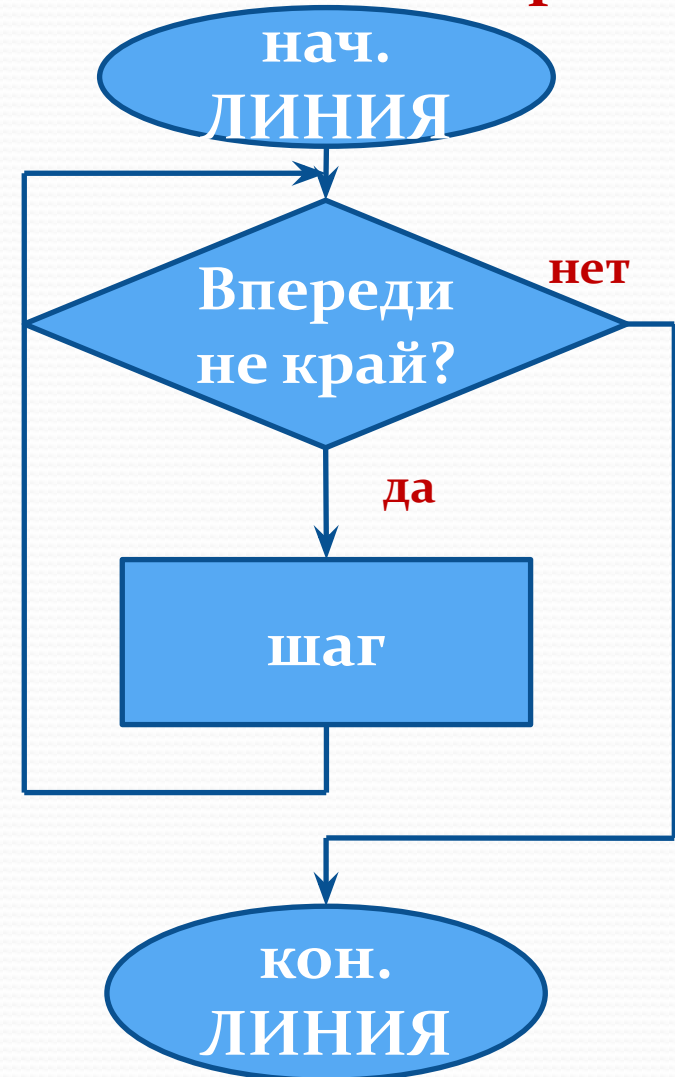 нач.
ЛИНИЯ
Впереди
не край?
нет
да
шаг
кон.
ЛИНИЯ